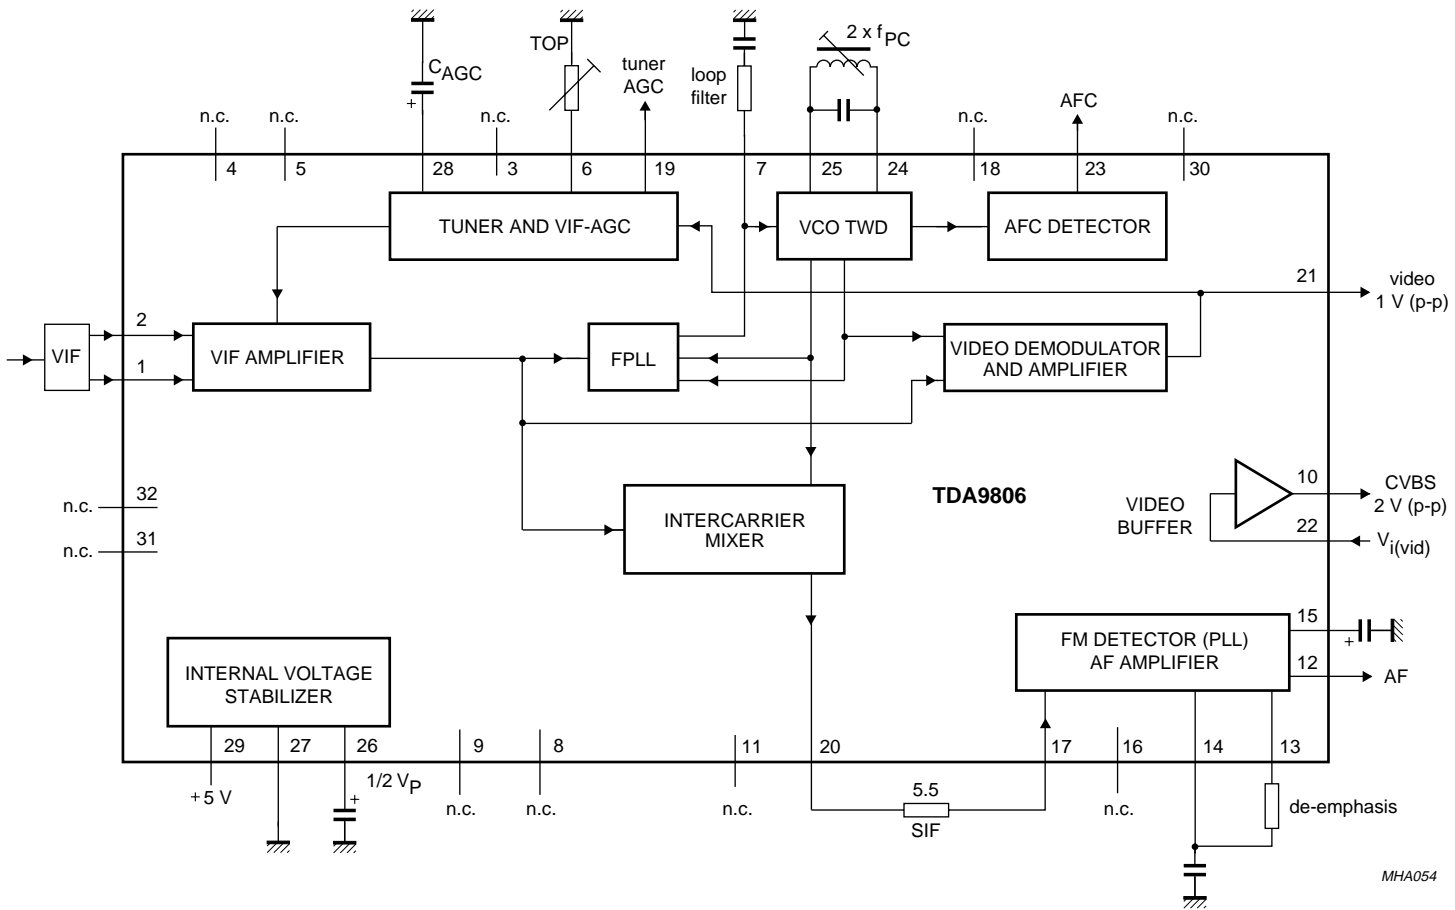 2 x f PC
TOP
tuner
AGC
CAGC
+
loop
filter
AFC
n.c.
n.c.
n.c.
n.c.
n.c.
4
5
28
3
6
19
7
25
24
18
23
30
TUNER AND VIF-AGC
VCO TWD
AFC DETECTOR
21
video
1 V (p-p)
2
VIF
1
VIF AMPLIFIER
FPLL
VIDEO DEMODULATOR
AND AMPLIFIER
32
n.c.
31
n.c.
INTERCARRIER
MIXER
TDA9806
VIDEO
BUFFER
10
CVBS
2 V (p-p)
22
Vi(vid)
15
+
FM DETECTOR (PLL)
AF AMPLIFIER
12
AF
INTERNAL VOLTAGE
STABILIZER
29
27
26
9
8
11
20
17
16
14
13
+ 5 V
1/2 VP
+
n.c.
n.c.
n.c.
5.5
SIF
n.c.
de-emphasis
MHA054